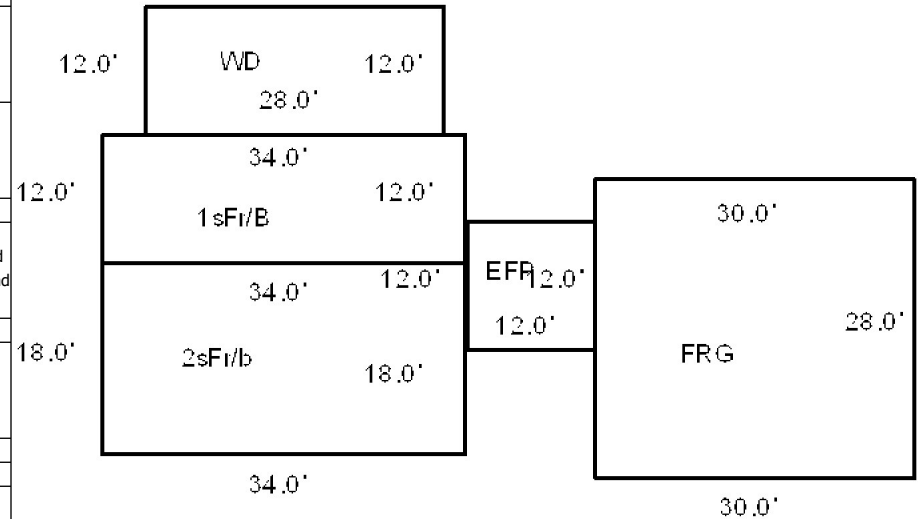 12.0' WD 12.0'
28.0'
34.0'
12.0' 12.0'
1sFr/B
30.0'
d
nd
12.0' EFP 12.0'
34.0'
12.0' 28.0'
18.0' 2sFr/b FRG
18.0'
34.0'
30.0'